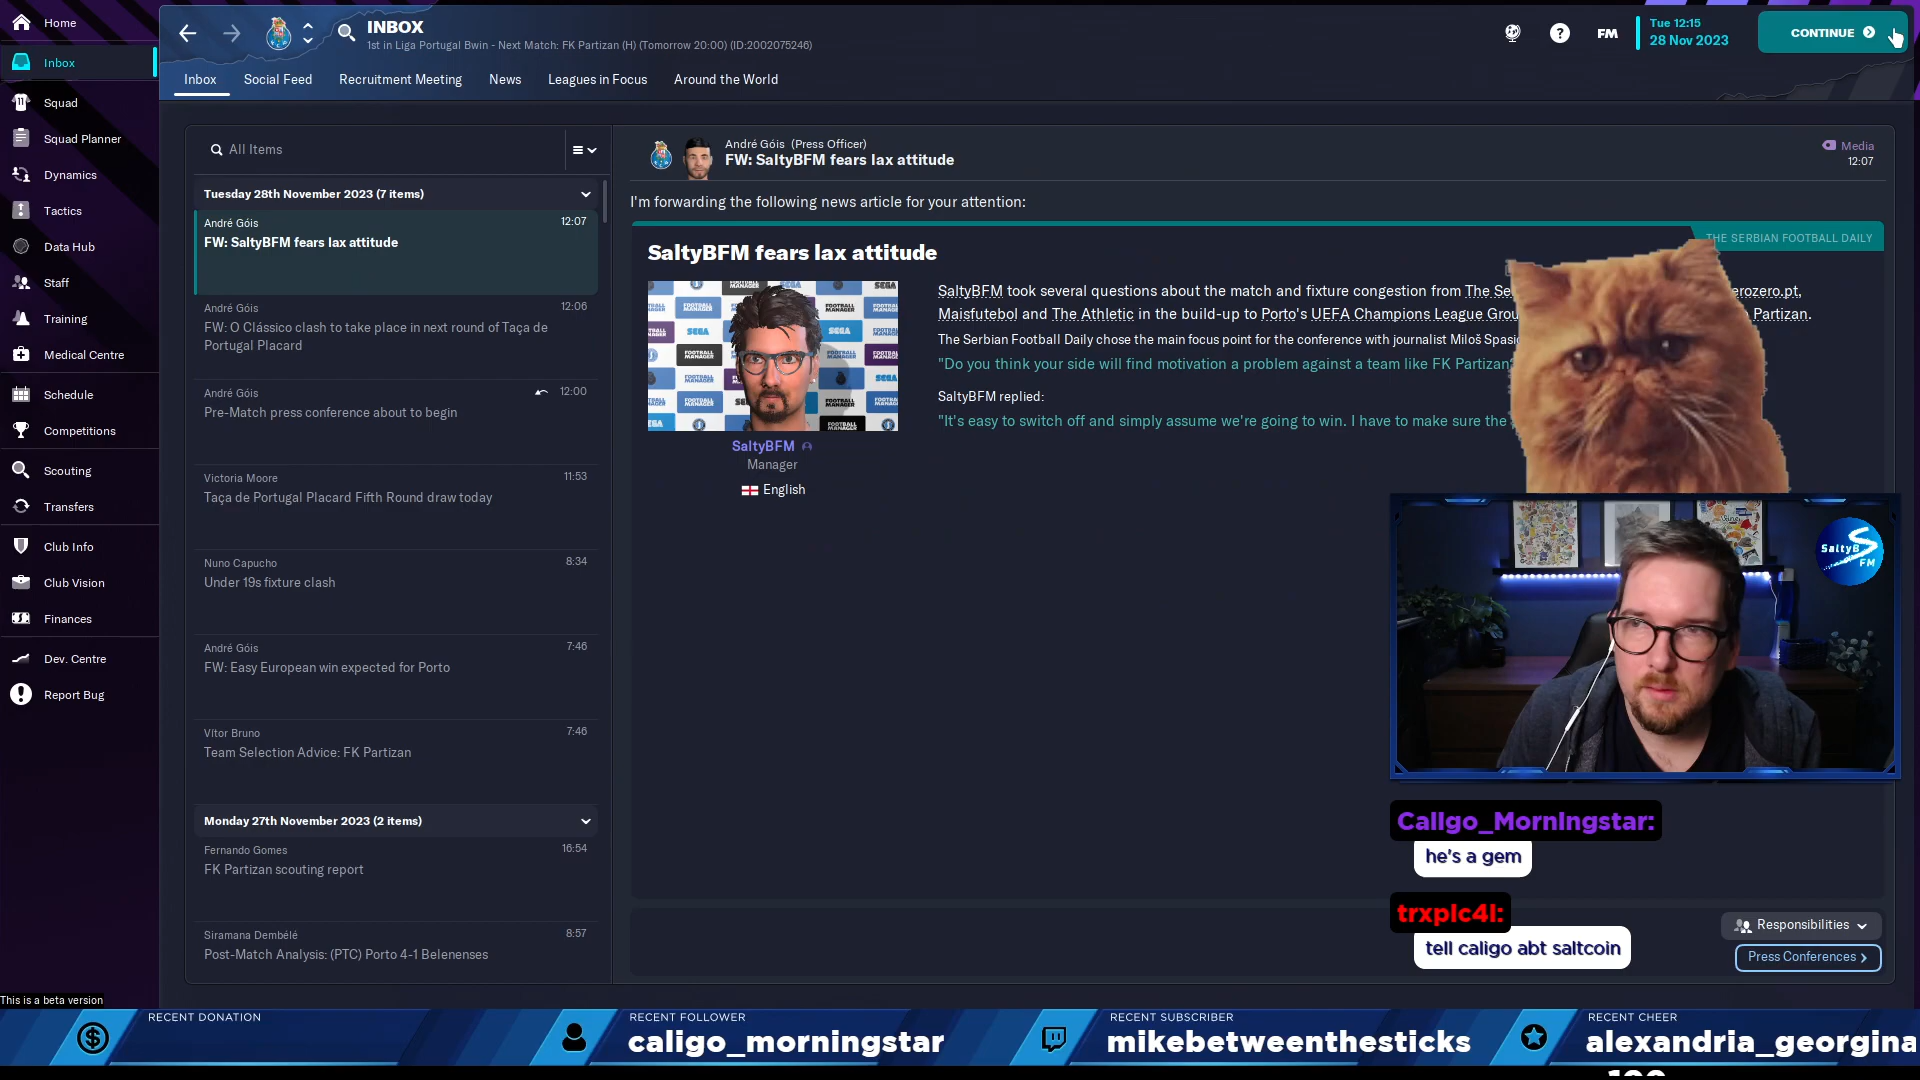 Home
INBOX
1st in Liga Portugal Bwin - Next Match: FK Partizan (H) (Tomorrow 20:00) (ID:2002075246)
FM
Tue 12:15
28 Nov 2023
CONTINUE
Inbox
Inbox
Social Feed
Recruitment Meeting
News
Leagues in Focus
Around the World
Squad
Squad Planner
Dynamics
Tactics
Data Hub
Staff
Training
Medical Centre
Schedule
Competitions
Scouting
Transfers
Club Info
Club Vision
Finances
Dev. Centre
Report Bug
This is a beta version
All Items
Tuesday 28th November 2023 (7 items)
André Góis
12:07
FW: SaltyBFM fears lax attitude
André Góis
12:06
FW: O Clássico clash to take place in next round of Taça de
Portugal Placard
André Góis
12:00
Pre-Match press conference about to begin
Victoria Moore
11:53
Taça de Portugal Placard Fifth Round draw today
Nuno Capucho
8:34
Under 19s fixture clash
André Góis
7:46
FW: Easy European win expected for Porto
Vítor Bruno
7:46
Team Selection Advice: FK Partizan
Monday 27th November 2023 (2 items)
Fernando Gomes
16:54
FK Partizan scouting report
Siramana Dembélé
8:57
Post-Match Analysis: (PTC) Porto 4-1 Belenenses
André Góis (Press Officer)
FW: SaltyBFM fears lax attitude
Media
12:07
I'm forwarding the following news article for your attention:
THE SERBIAN FOOTBALL DAILY
SaltyBFM fears lax attitude
SaltyBFM took several questions about the match and fixture congestion from The Se erozero.pt,
Maisfutebol and The Athletic in the build-up to Porto's UEFA Champions League Grou Partizan.
The Serbian Football Daily chose the main focus point for the conference with journalist Miloš Spasi
"Do you think your side will find motivation a problem against a team like FK Partizan
SaltyBFM replied:
"It's easy to switch off and simply assume we're going to win. I have to make sure the
SaltyBFM
Manager
English
SaltyB
FM
Caligo_Morningstar:
he's a gem
trxplc4l:
tell caligo abt saltcoin
Responsibilities
Press Conferences
RECENT DONATION
RECENT FOLLOWER
caligo_morningstar
RECENT SUBSCRIBER
mikebetweenthesticks
RECENT CHEER
alexandria_georgina